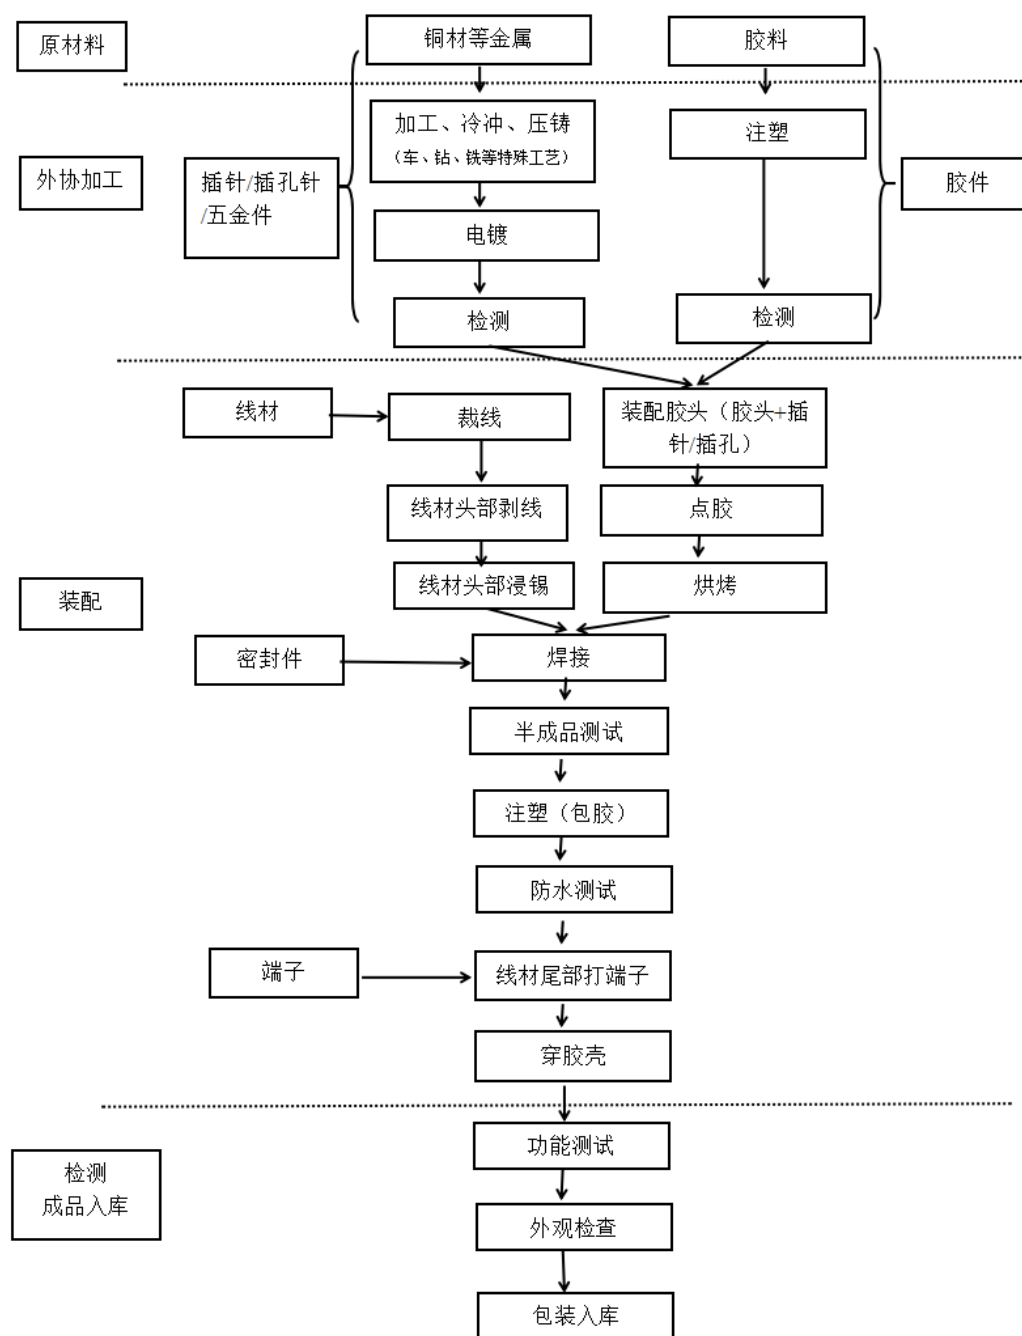 原材料
铜材等金属
胶料
加工、冷冲、压铸
（车、钻、铣等特殊工艺）
注塑
外协加工
插针/插孔针
/五金件
胶件
电镀
检测
检测
线材
裁线
装配胶头（胶头+插
针/插孔）
线材头部剥线
点胶
线材头部浸锡
烘烤
装配
密封件
焊接
半成品测试
注塑（包胶）
防水测试
端子
线材尾部打端子
穿胶壳
功能测试
检测
成品入库
外观检查
包装入库